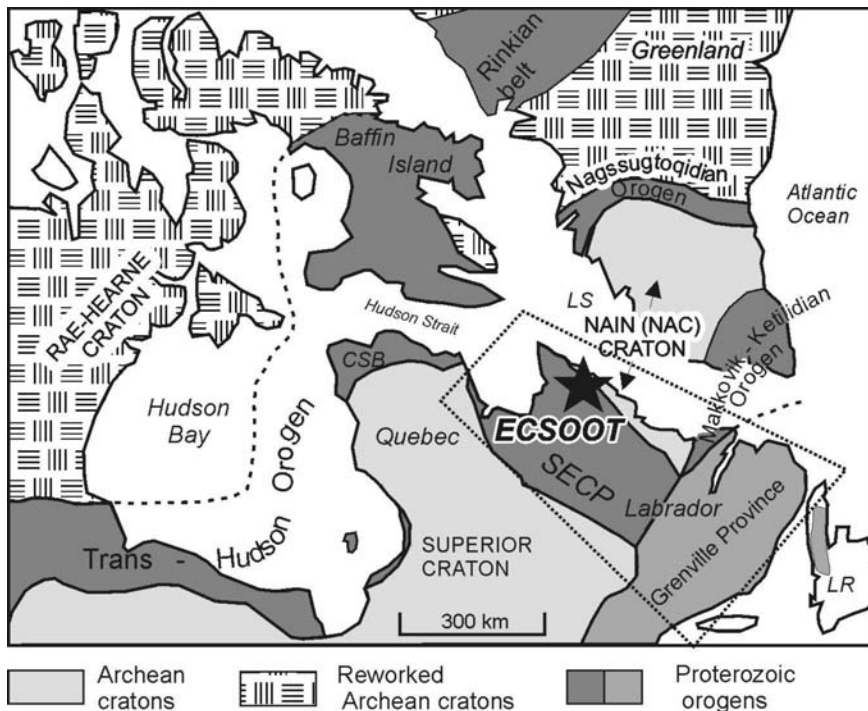 Rinkian
belt
Greenland
Baffin
Island
Nagssugtoqidian
Orogen
Atlantic
Ocean
RAE-HEARNE
CRATON
Hudson Strait
LS
NAIN (NAC)
CRATON
Makkovik - Ketilidian
Orogen
CSB
Hudson
Bay
Quebec
ECSOOT
SECP
Labrador
Grenville Province
Trans - Hudson Orogen
SUPERIOR
CRATON
300 km
LR
Archean
cratons
Reworked
Archean cratons
Proterozoic
orogens